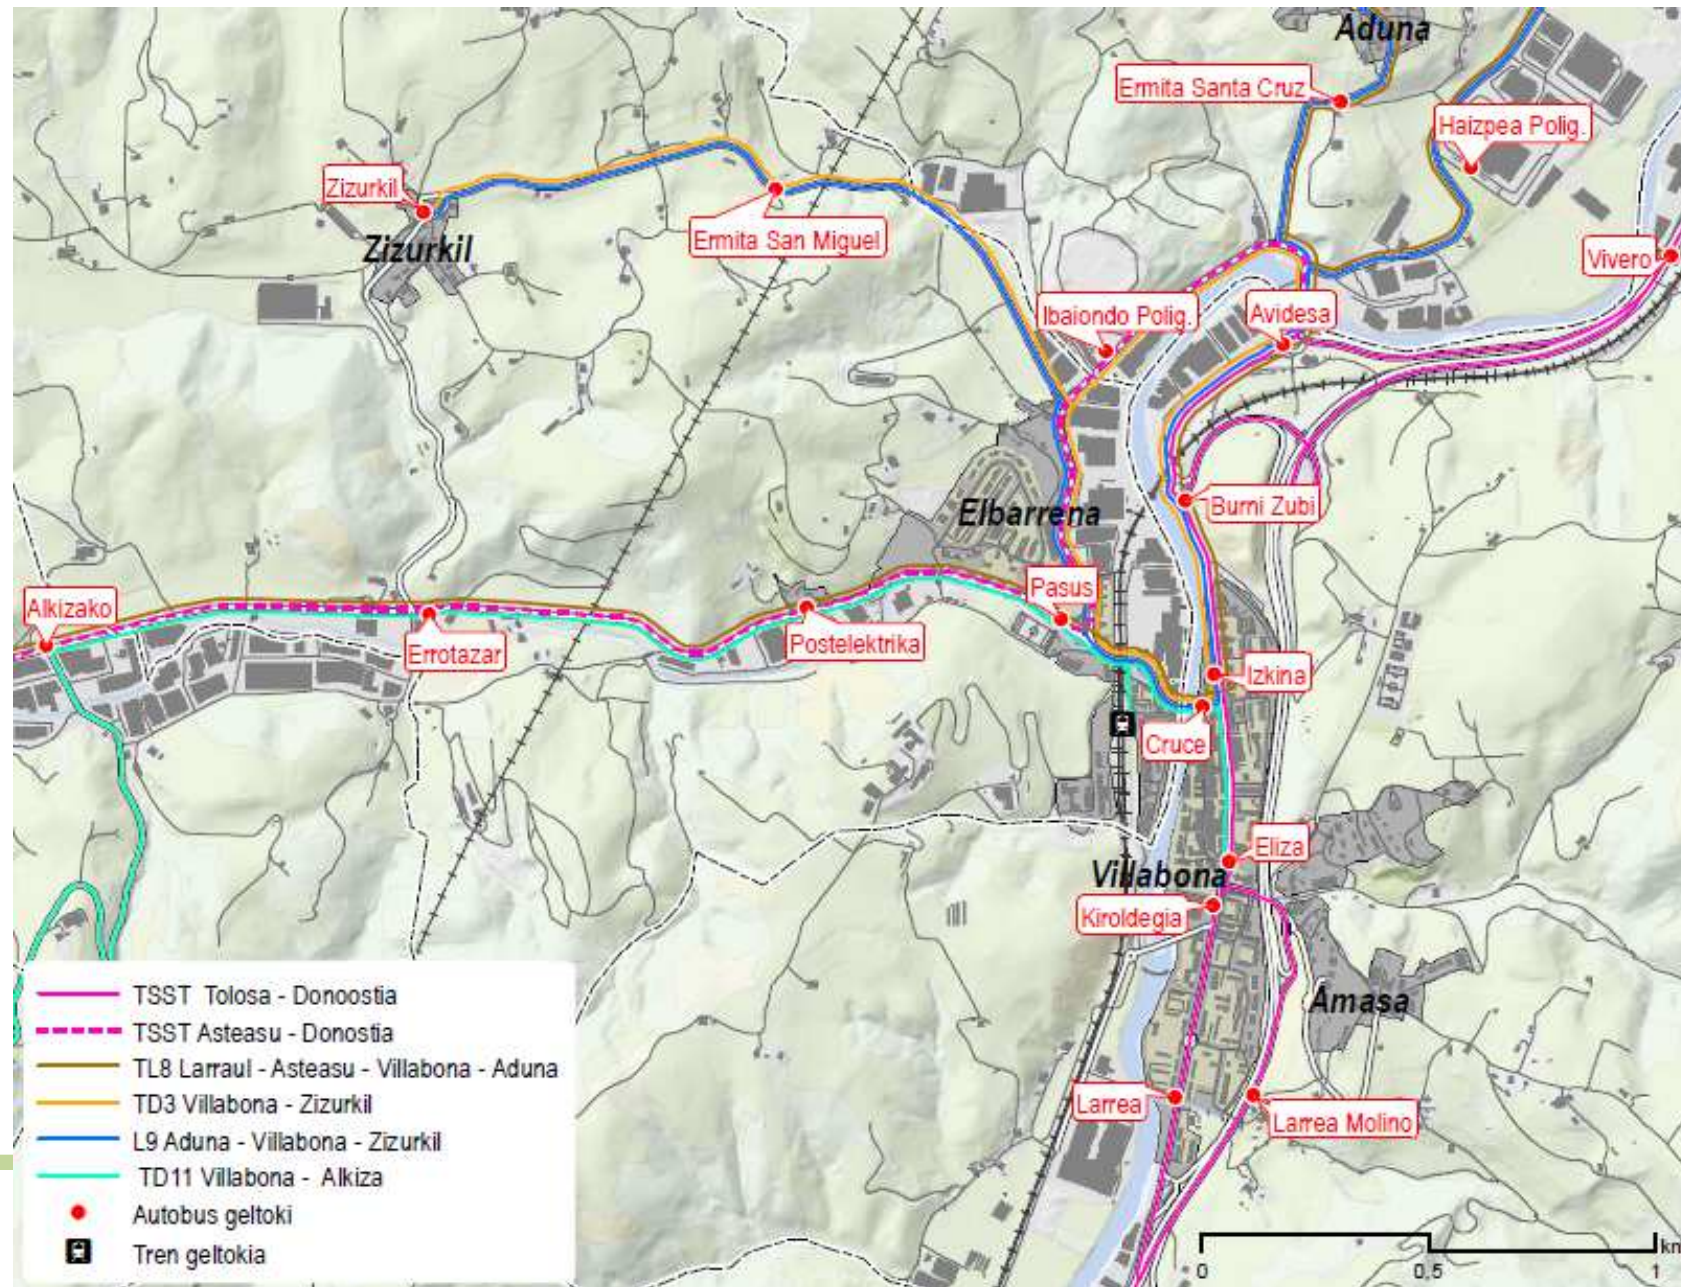 Aduna
Ermita Santa Cruz
Haizpea Polig.
Zizurkil
Zizurkil
Ermita San Miguel
Vivero
Ibaiondo Polig.
Avidesa
Burni Zubi
Elbarrena
Pasus
Alkizako
Errotazar
Postelektrika
Izkina
Cruce
Eliza
Villabona
Kiroldegia
Amasa
Larrea
Larrea Molino
TSST Tolosa - Donoostia
TSST Asteasu - Donostia
TL8 Larraul - Asteasu - Villabona - Aduna
TD3 Villabona - Zizurkil
L9 Aduna - Villabona - Zizurkil
TD11 Villabona - Alkiza
Autobus geltoki
Tren geltokia
km
0 0,5 1